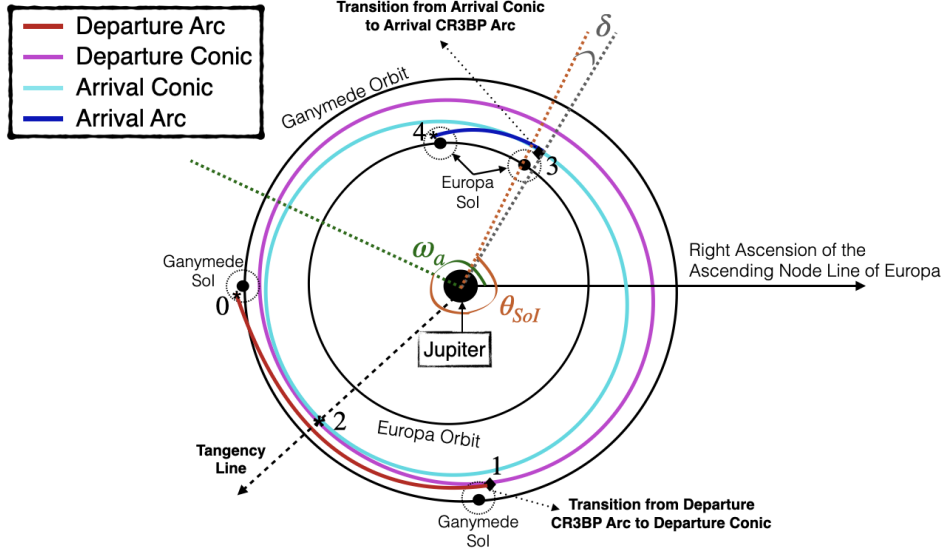 Transition from Arrival Conic
to Arrival CR3BP Arc
δ
Departure Arc
Departure Conic
Arrival Conic
Arrival Arc
Ganymede Orbit
4
3
Europa
SoI
ω_a
Right Ascension of the
Ascending Node Line of Europa
Ganymede
SoI
0
θ_SoI
Jupiter
2
Europa Orbit
Tangency
Line
1
Transition from Departure
CR3BP Arc to Departure Conic
Ganymede
SoI